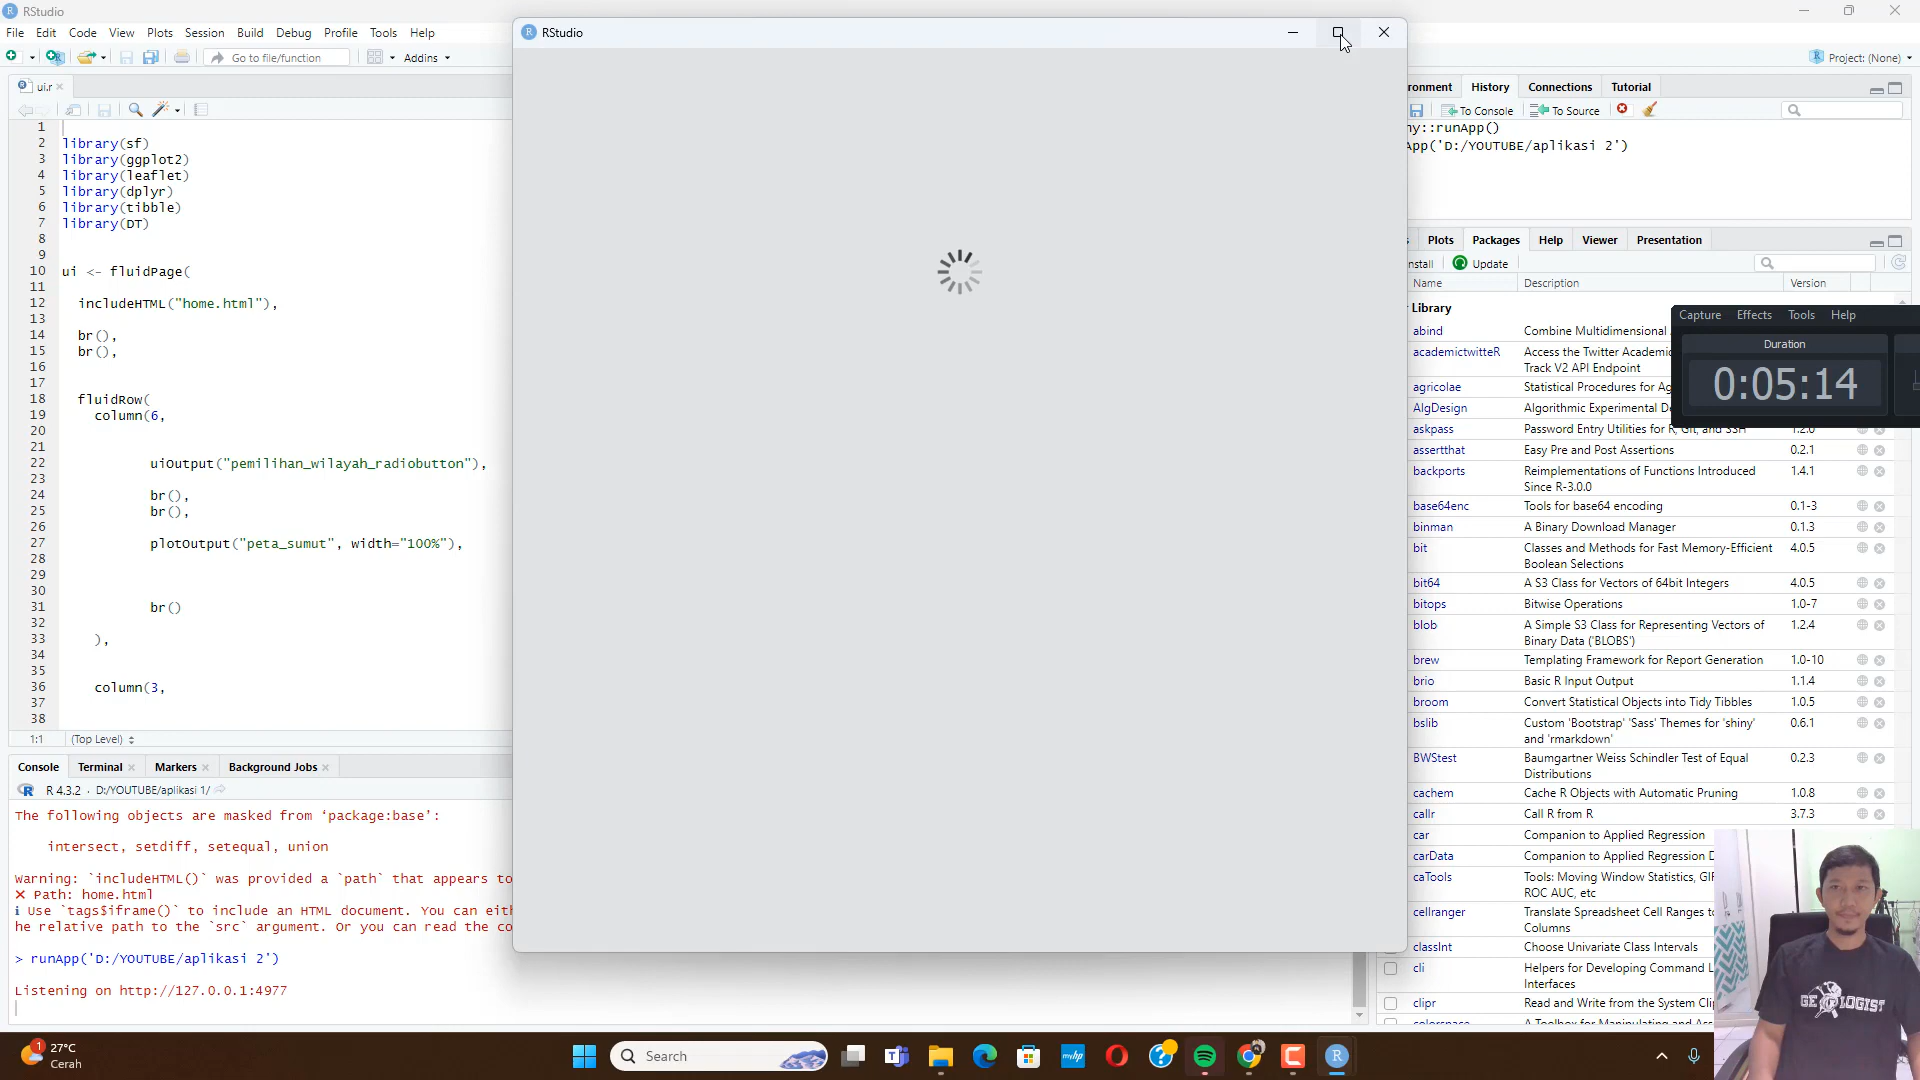 RStudio
File Edit Code View Plots Session Build Debug Profile Tools Help
Go to file/function Addins Project: (None)
ui.r
1
2 library(sf)
3 library(ggplot2)
4 library(leaflet)
5 library(dplyr)
6 library(tibble)
7 library(DT)
8
9
10 ui <- fluidPage(
11
12 includeHTML("home.html"),
13
14 br(),
15 br(),
16
17
18 fluidRow(
19 column(6,
20
21
22 uiOutput("pemilihan_wilayah_radiobutton"),
23
24 br(),
25 br(),
26
27 plotOutput("peta_sumut", width="100%"),
28
29
30
31 br()
32
33 ),
34
35
36 column(3,
37
38
1:1 (Top Level)
Console Terminal Markers Background Jobs
R 4.3.2 · D:/YOUTUBE/aplikasi 1/
The following objects are masked from ‘package:base’:
intersect, setdiff, setequal, union
Warning: `includeHTML()` was provided a `path` that appears to
✕ Path: home.html
i Use `tags$iframe()` to include an HTML document. You can eit
he relative path to the `src` argument. Or you can read the co
> runApp('D:/YOUTUBE/aplikasi 2')
Listening on http://127.0.0.1:4977
RStudio
ronment History Connections Tutorial
To Console To Source
ny::runApp()
App('D:/YOUTUBE/aplikasi 2')
s Plots Packages Help Viewer Presentation
nstall Update
Name Description Version
Library
abind Combine Multidimensional
academictwitteR Access the Twitter Academic
Track V2 API Endpoint
agricolae Statistical Procedures for Ag
AlgDesign Algorithmic Experimental De
askpass Password Entry Utilities for R, Git, and SSH 1.2.0
assertthat Easy Pre and Post Assertions 0.2.1
backports Reimplementations of Functions Introduced 1.4.1
Since R-3.0.0
base64enc Tools for base64 encoding 0.1-3
binman A Binary Download Manager 0.1.3
bit Classes and Methods for Fast Memory-Efficient 4.0.5
Boolean Selections
bit64 A S3 Class for Vectors of 64bit Integers 4.0.5
bitops Bitwise Operations 1.0-7
blob A Simple S3 Class for Representing Vectors of 1.2.4
Binary Data ('BLOBS')
brew Templating Framework for Report Generation 1.0-10
brio Basic R Input Output 1.1.4
broom Convert Statistical Objects into Tidy Tibbles 1.0.5
bslib Custom 'Bootstrap' 'Sass' Themes for 'shiny' 0.6.1
and 'rmarkdown'
BWStest Baumgartner Weiss Schindler Test of Equal 0.2.3
Distributions
cachem Cache R Objects with Automatic Pruning 1.0.8
callr Call R from R 3.7.3
car Companion to Applied Regression
carData Companion to Applied Regression D
caTools Tools: Moving Window Statistics, GIF
ROC AUC, etc
cellranger Translate Spreadsheet Cell Ranges to
Columns
classInt Choose Univariate Class Intervals
cli Helpers for Developing Command L
Interfaces
clipr Read and Write from the System Clip
Capture Effects Tools Help
Duration
0:05:14
GEOLOGIST
1 27°C
Cerah
Search
myhp